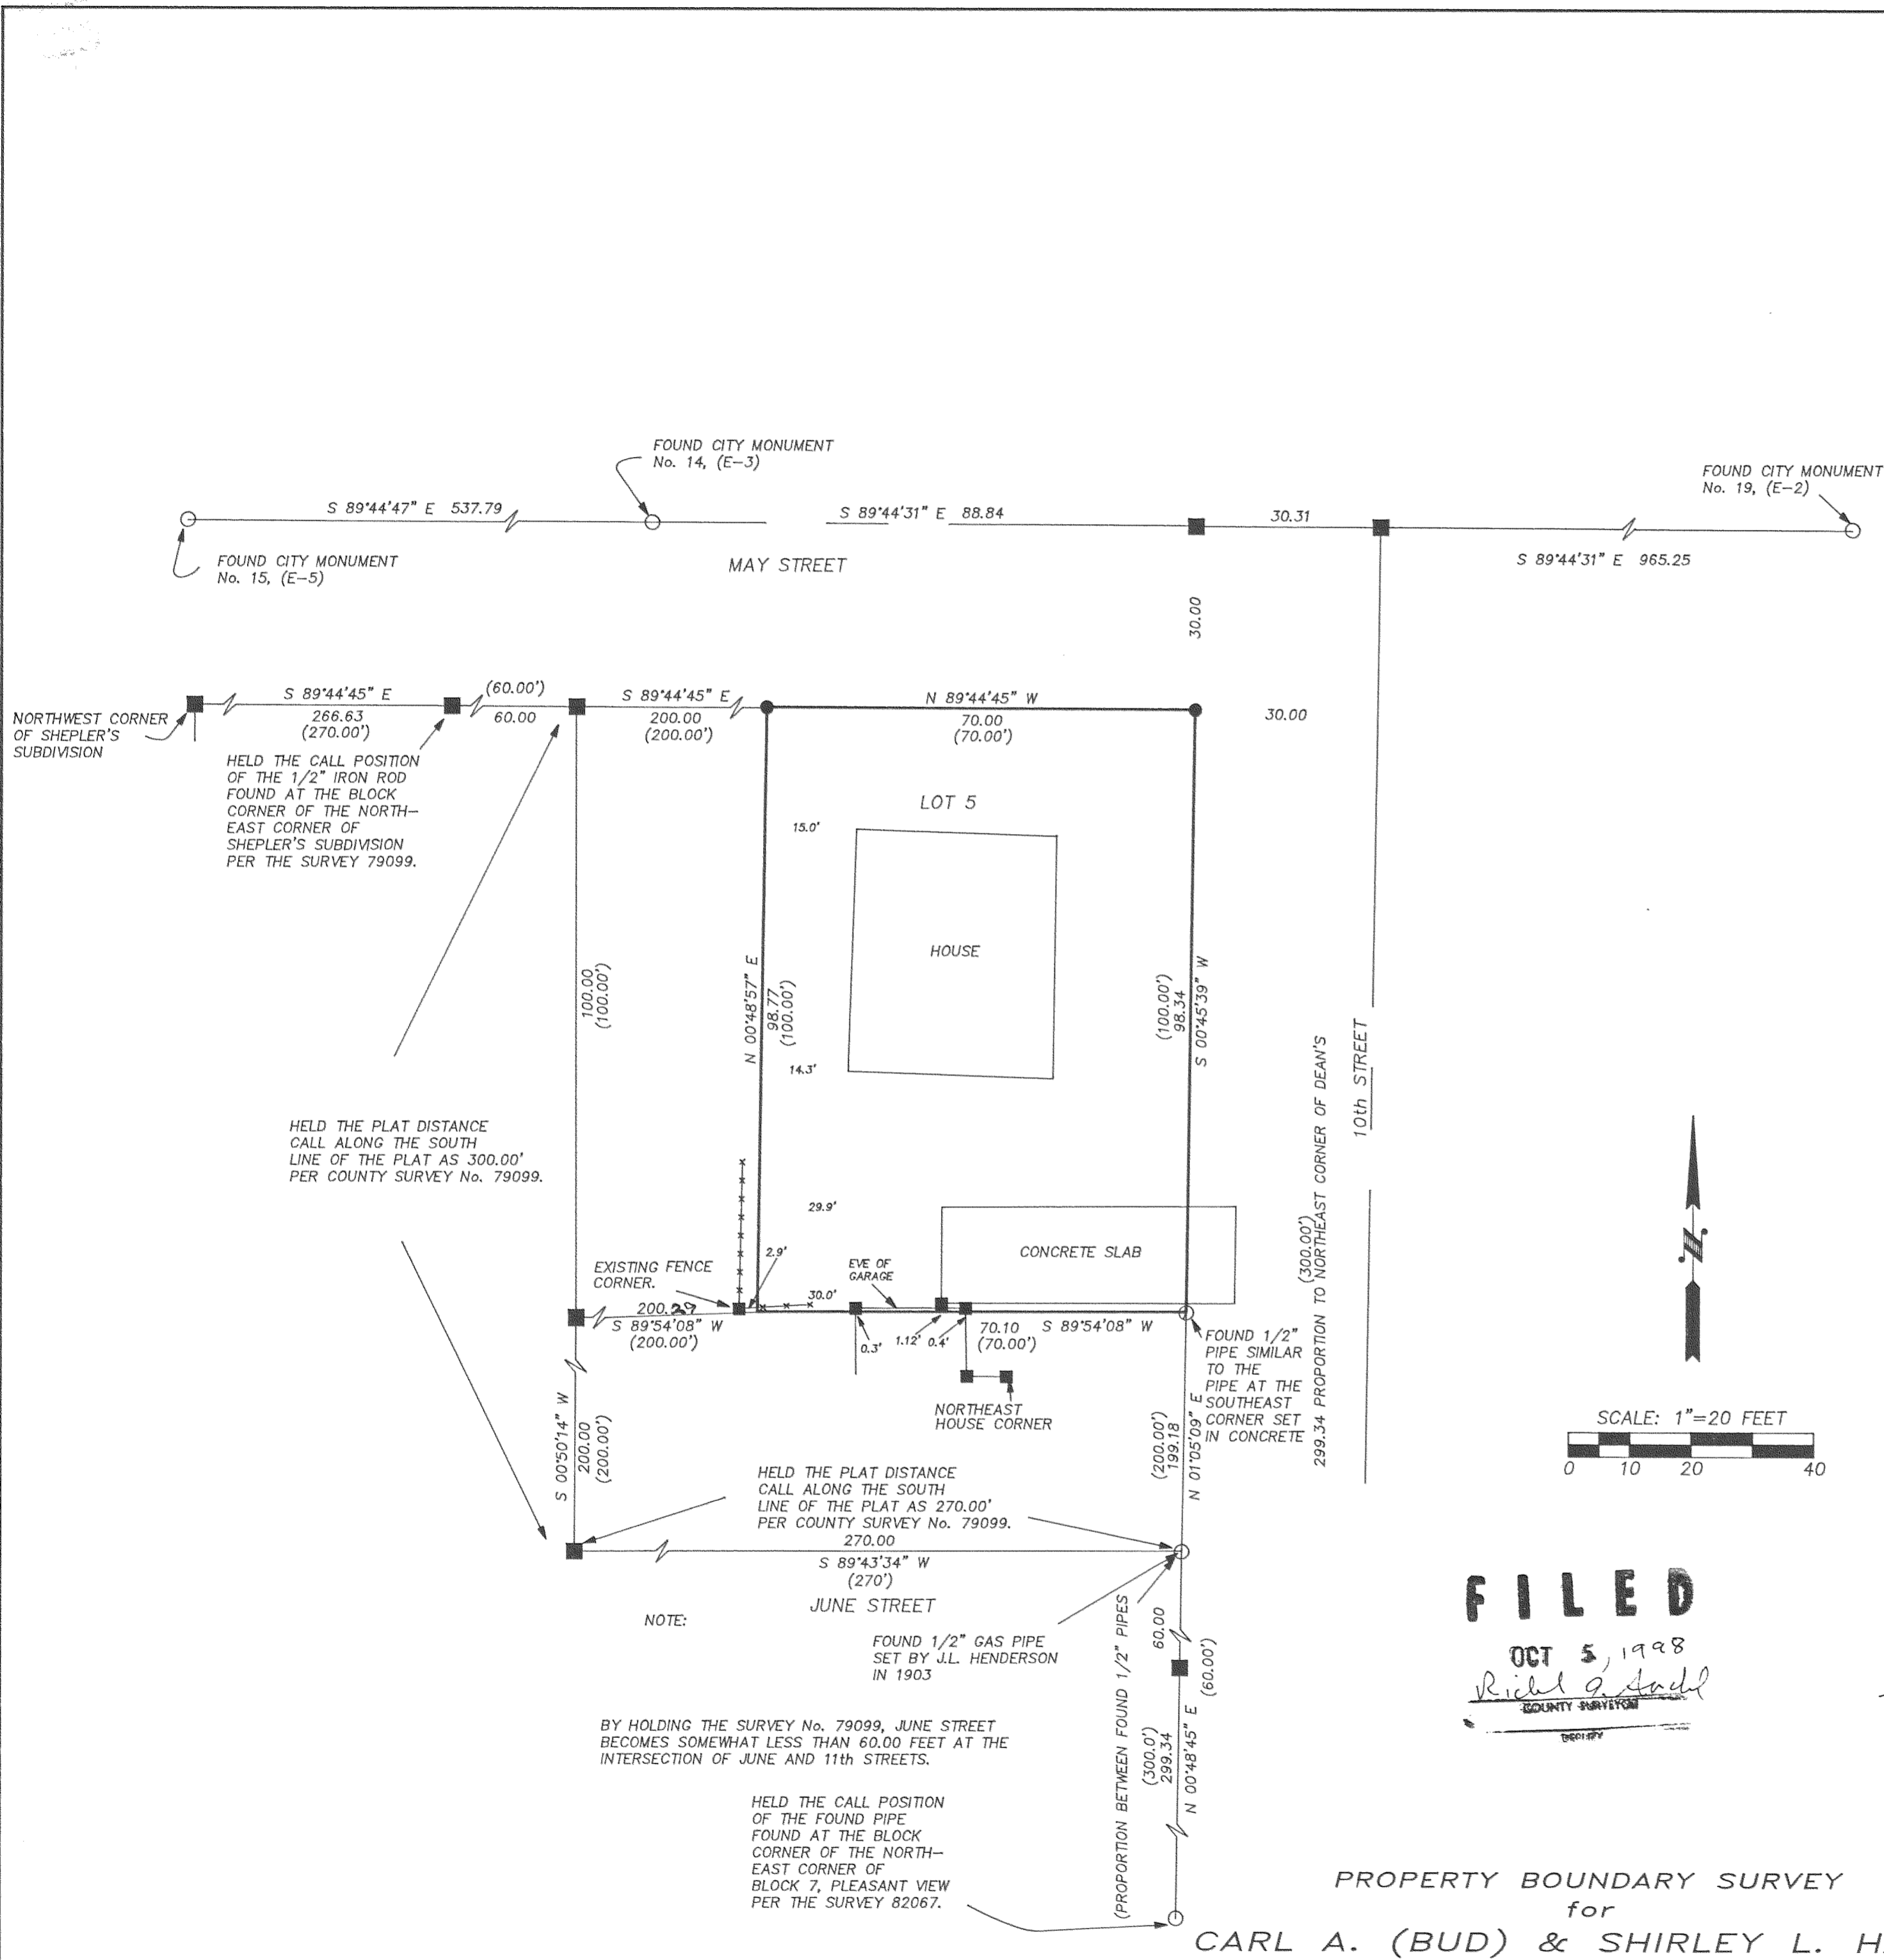 FOUND CITY MONUMENT
No. 14, (E-3)
FOUND CITY MONUMENT
No. 19, (E-2)
S 89°44'47" E 537.79
S 89°44'31" E 88.84
30.31
S 89°44'31" E 965.25
FOUND CITY MONUMENT
No. 15, (E-5)
MAY STREET
30.00
NORTHWEST CORNER
OF SHEPLER'S
SUBDIVISION
S 89°44'45" E
266.63
(270.00')
(60.00')
60.00
S 89°44'45" E
200.00
(200.00')
N 89°44'45" W
70.00
(70.00')
30.00
HELD THE CALL POSITION
OF THE 1/2" IRON ROD
FOUND AT THE BLOCK
CORNER OF THE NORTH-
EAST CORNER OF
SHEPLER'S SUBDIVISION
PER THE SURVEY 79099.
LOT 5
15.0'
HOUSE
100.00
(100.00')
N 00°48'57" E
98.77
(100.00')
(100.00')
98.34
S 00°45'39" W
14.3'
10th STREET
(300.00')
299.34 PROPORTION TO NORTHEAST CORNER OF DEAN'S
HELD THE PLAT DISTANCE
CALL ALONG THE SOUTH
LINE OF THE PLAT AS 300.00'
PER COUNTY SURVEY No. 79099.
29.9'
CONCRETE SLAB
2.9'
EXISTING FENCE
CORNER.
EVE OF
GARAGE
30.0'
200.29
S 89°54'08" W
(200.00')
0.3'
1.12'
0.4'
70.10
(70.00')
S 89°54'08" W
FOUND 1/2"
PIPE SIMILAR
TO THE
PIPE AT THE
SOUTHEAST
CORNER SET
IN CONCRETE
NORTHEAST
HOUSE CORNER
S 00°50'14" W
200.00
(200.00')
(200.00')
199.18
N 01°05'09" E
N
SCALE: 1"=20 FEET
0 10 20 40
HELD THE PLAT DISTANCE
CALL ALONG THE SOUTH
LINE OF THE PLAT AS 270.00'
PER COUNTY SURVEY No. 79099.
270.00
S 89°43'34" W
(270')
JUNE STREET
NOTE:
FOUND 1/2" GAS PIPE
SET BY J.L. HENDERSON
IN 1903
60.00
(60.00')
BY HOLDING THE SURVEY No. 79099, JUNE STREET
BECOMES SOMEWHAT LESS THAN 60.00 FEET AT THE
INTERSECTION OF JUNE AND 11th STREETS.
(PROPORTION BETWEEN FOUND 1/2" PIPES
(300.0')
299.34
N 00°48'45" E
HELD THE CALL POSITION
OF THE FOUND PIPE
FOUND AT THE BLOCK
CORNER OF THE NORTH-
EAST CORNER OF
BLOCK 7, PLEASANT VIEW
PER THE SURVEY 82067.
FILED
OCT 5, 1998
COUNTY SURVEYOR
DEPUTY
PROPERTY BOUNDARY SURVEY
for
CARL A. (BUD) & SHIRLEY L. H